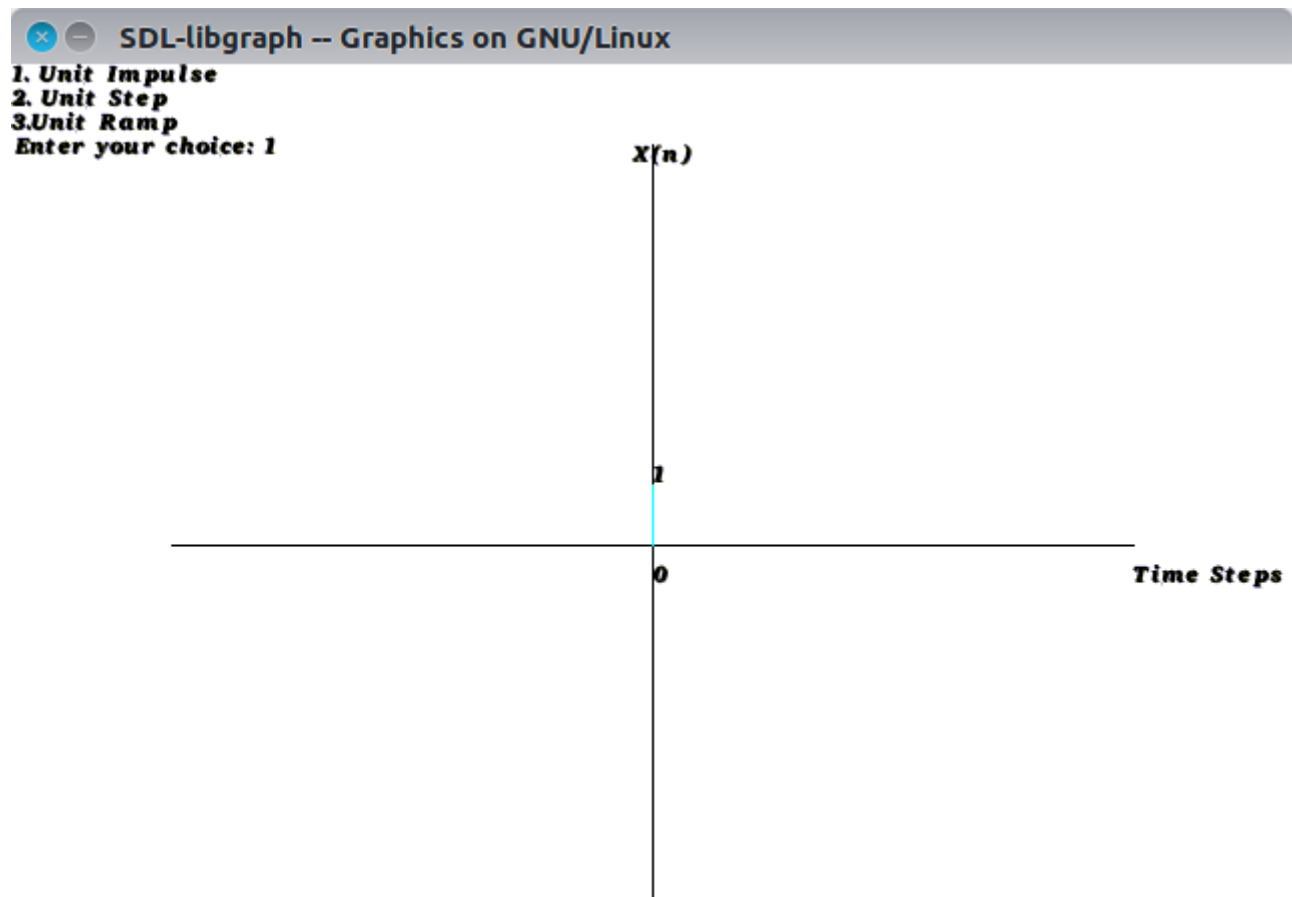 SDL-libgraph -- Graphics on GNU/Linux
1. Unit Impulse
2. Unit Step
3.Unit Ramp
Enter your choice: 1
X(n)
1
0
Time Steps